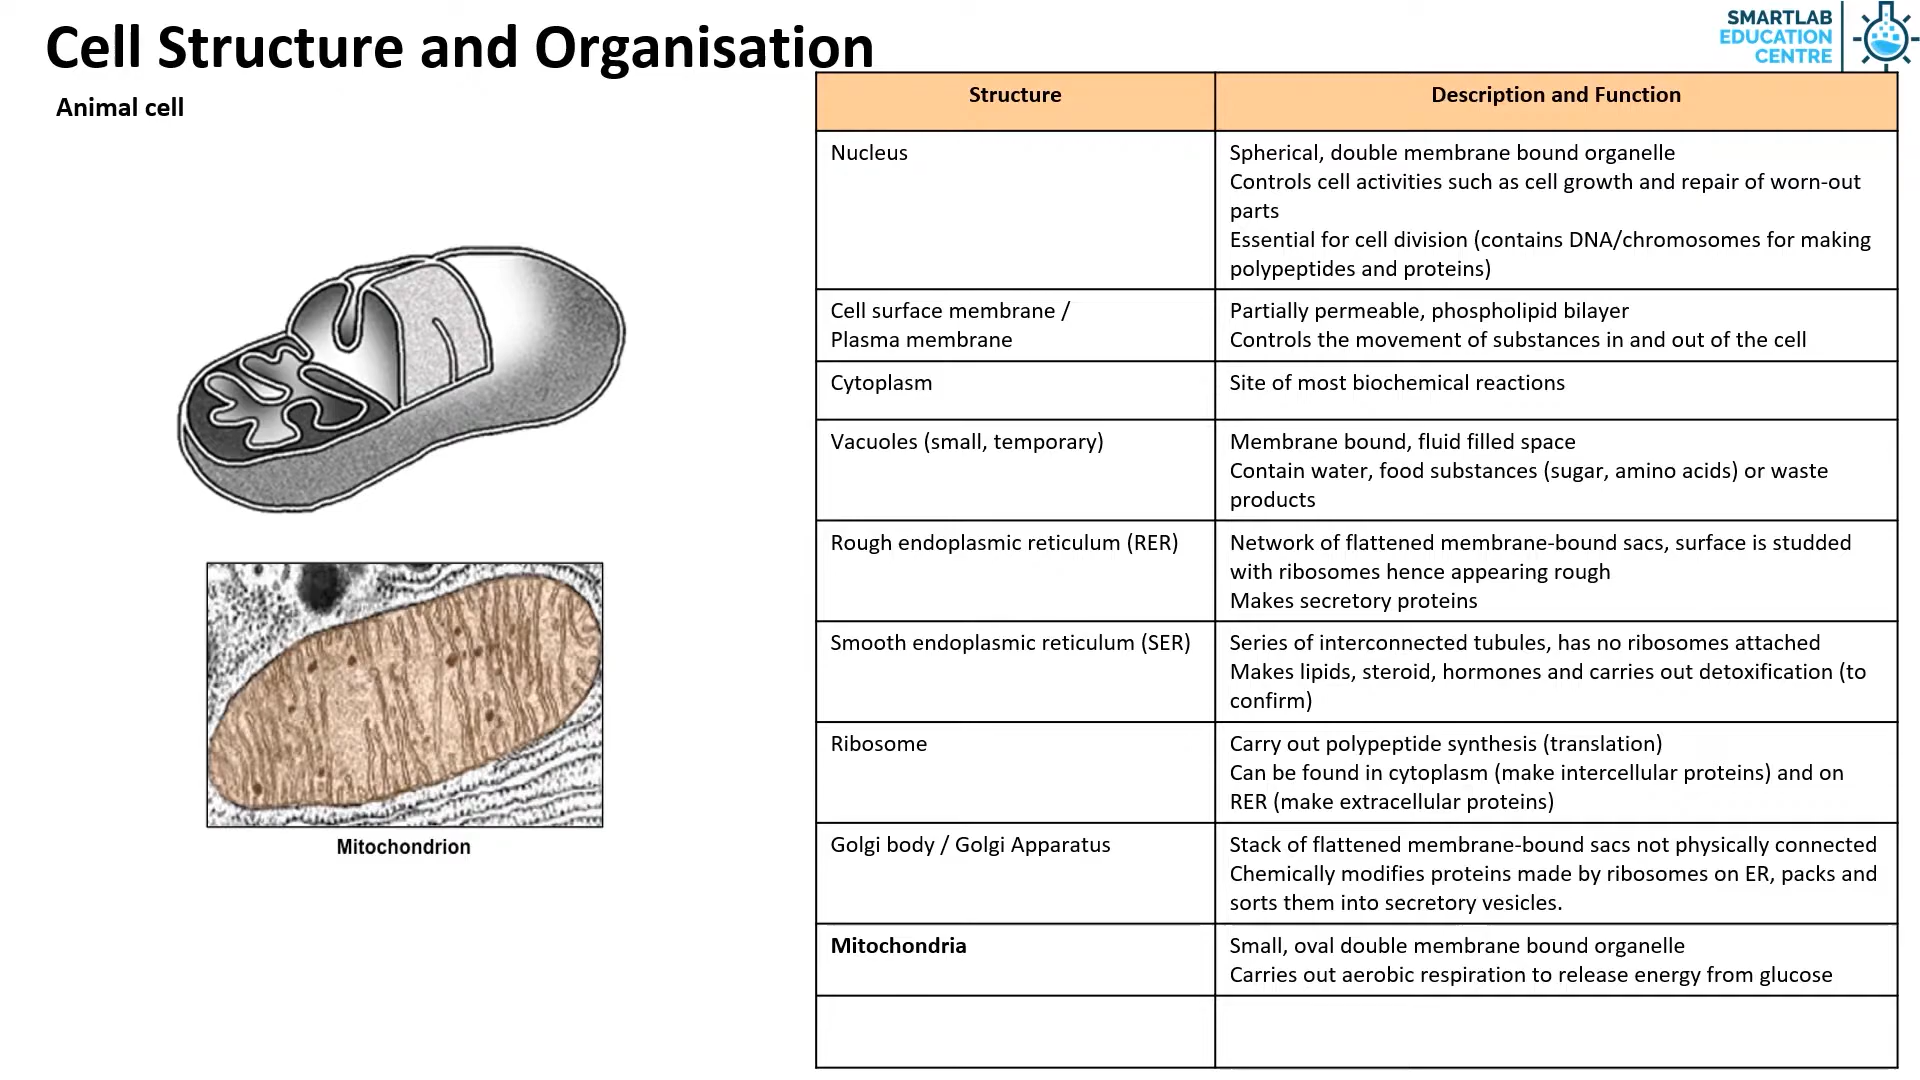 Cell Structure and Organisation
SMARTLAB
EDUCATION
CENTRE
Animal cell
Structure
Description and Function
Nucleus
Spherical, double membrane bound organelle
Controls cell activities such as cell growth and repair of worn-out
parts
Essential for cell division (contains DNA/chromosomes for making
polypeptides and proteins)
Cell surface membrane /
Plasma membrane
Partially permeable, phospholipid bilayer
Controls the movement of substances in and out of the cell
Cytoplasm
Site of most biochemical reactions
Vacuoles (small, temporary)
Membrane bound, fluid filled space
Contain water, food substances (sugar, amino acids) or waste
products
Rough endoplasmic reticulum (RER)
Network of flattened membrane-bound sacs, surface is studded
with ribosomes hence appearing rough
Makes secretory proteins
Smooth endoplasmic reticulum (SER)
Series of interconnected tubules, has no ribosomes attached
Makes lipids, steroid, hormones and carries out detoxification (to
confirm)
Ribosome
Carry out polypeptide synthesis (translation)
Can be found in cytoplasm (make intercellular proteins) and on
RER (make extracellular proteins)
Golgi body / Golgi Apparatus
Stack of flattened membrane-bound sacs not physically connected
Chemically modifies proteins made by ribosomes on ER, packs and
sorts them into secretory vesicles.
Mitochondria
Small, oval double membrane bound organelle
Carries out aerobic respiration to release energy from glucose
Mitochondrion